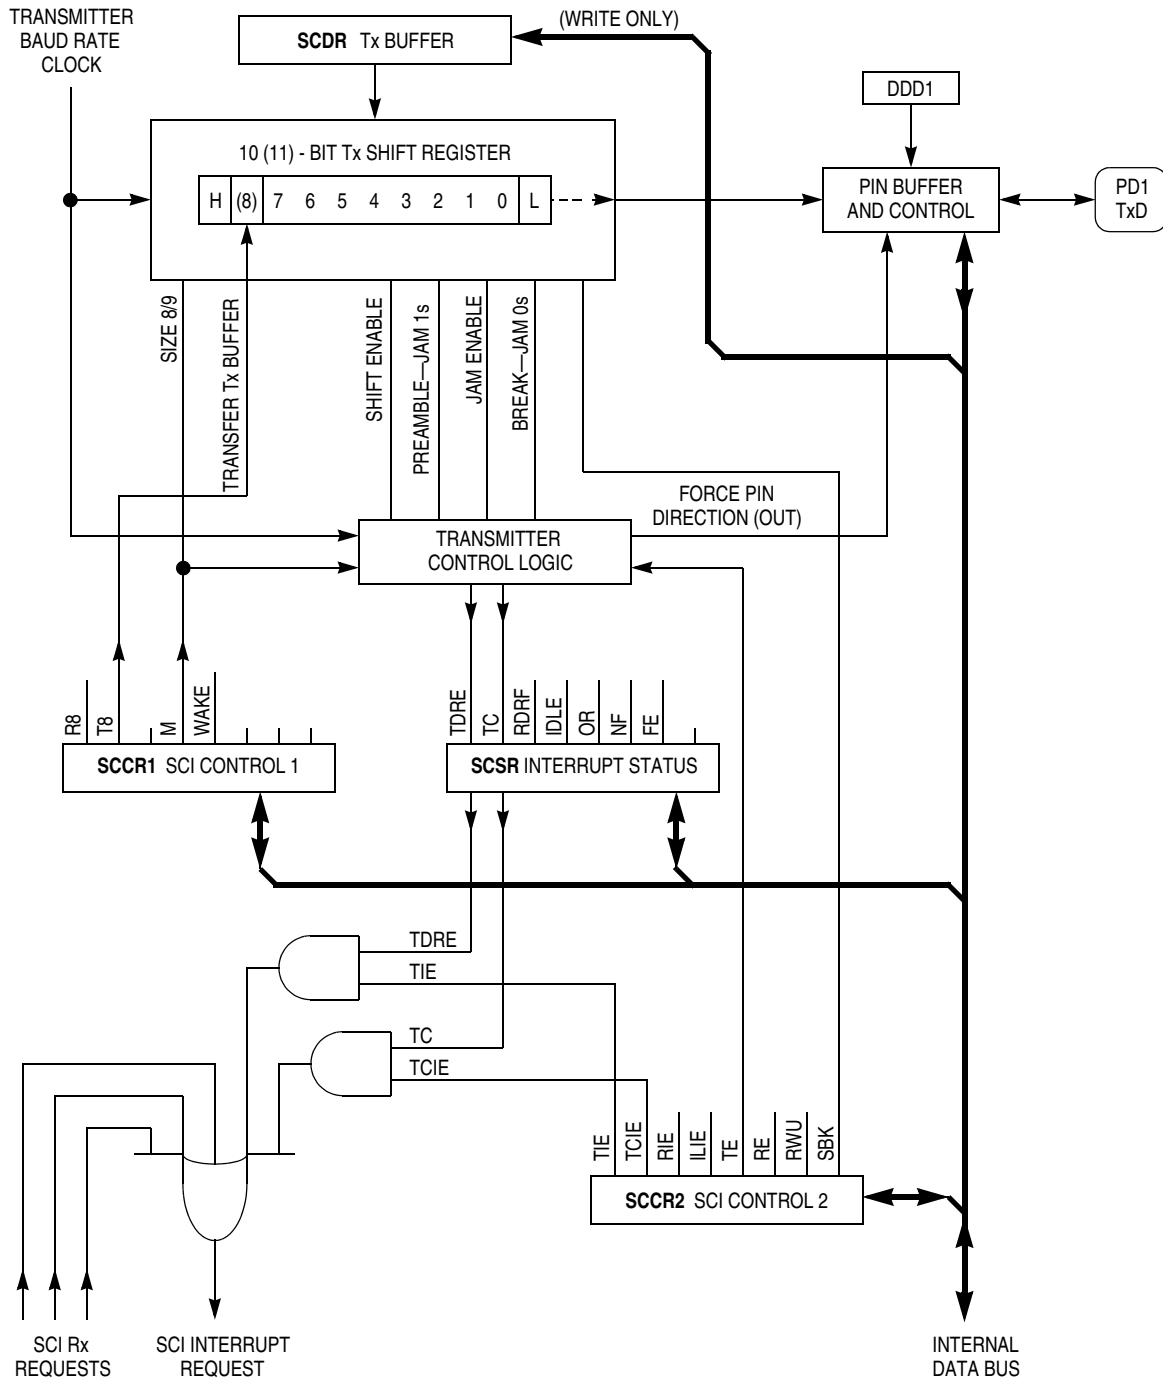 TRANSMITTER
BAUD RATE
CLOCK
SCDR Tx BUFFER
(WRITE ONLY)
DDD1
10 (11) - BIT Tx SHIFT REGISTER
H (8) 7 6 5 4 3 2 1 0 L
PIN BUFFER
AND CONTROL
PD1
TxD
SIZE 8/9
TRANSFER Tx BUFFER
SHIFT ENABLE
PREAMBLE—JAM 1s
JAM ENABLE
BREAK—JAM 0s
FORCE PIN
DIRECTION (OUT)
TRANSMITTER
CONTROL LOGIC
R8
T8
M
WAKE
TDRE
TC
RDRF
IDLE
OR
NF
FE
SCCR1 SCI CONTROL 1
SCSR INTERRUPT STATUS
TDRE
TIE
TC
TCIE
TIE
TCIE
RIE
ILIE
TE
RE
RWU
SBK
SCCR2 SCI CONTROL 2
SCI Rx
REQUESTS
SCI INTERRUPT
REQUEST
INTERNAL
DATA BUS